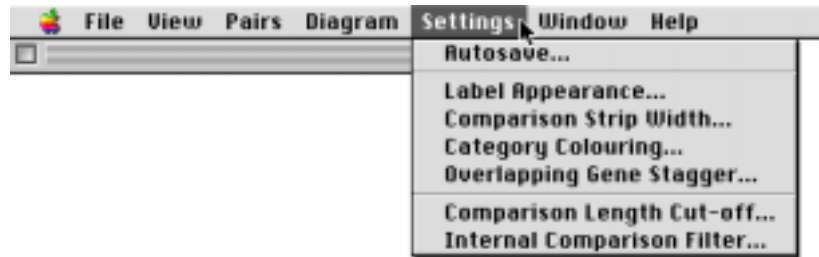 File View Pairs Diagram Settings Window Help
Autosave...
Label Appearance...
Comparison Strip Width...
Category Colouring...
Overlapping Gene Stagger...
Comparison Length Cut-off...
Internal Comparison Filter...